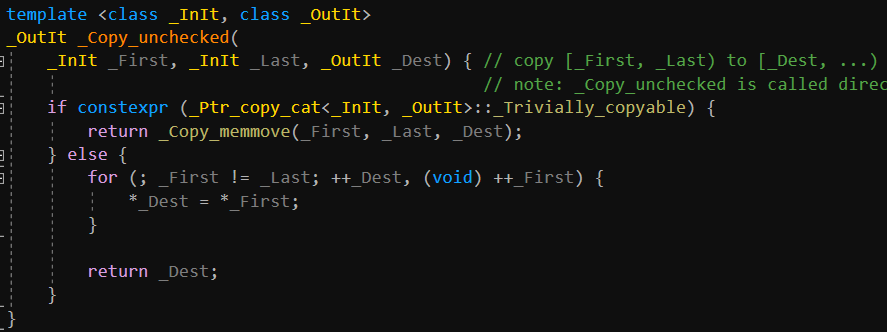 template <class _InIt, class _OutIt>
_OutIt _Copy_unchecked(
    _InIt _First, _InIt _Last, _OutIt _Dest) { // copy [_First, _Last) to [_Dest, ...)
                                               // note: _Copy_unchecked is called direc
    if constexpr (_Ptr_copy_cat<_InIt, _OutIt>::_Trivially_copyable) {
        return _Copy_memmove(_First, _Last, _Dest);
    } else {
        for (; _First != _Last; ++_Dest, (void) ++_First) {
            *_Dest = *_First;
        }
        return _Dest;
    }
}